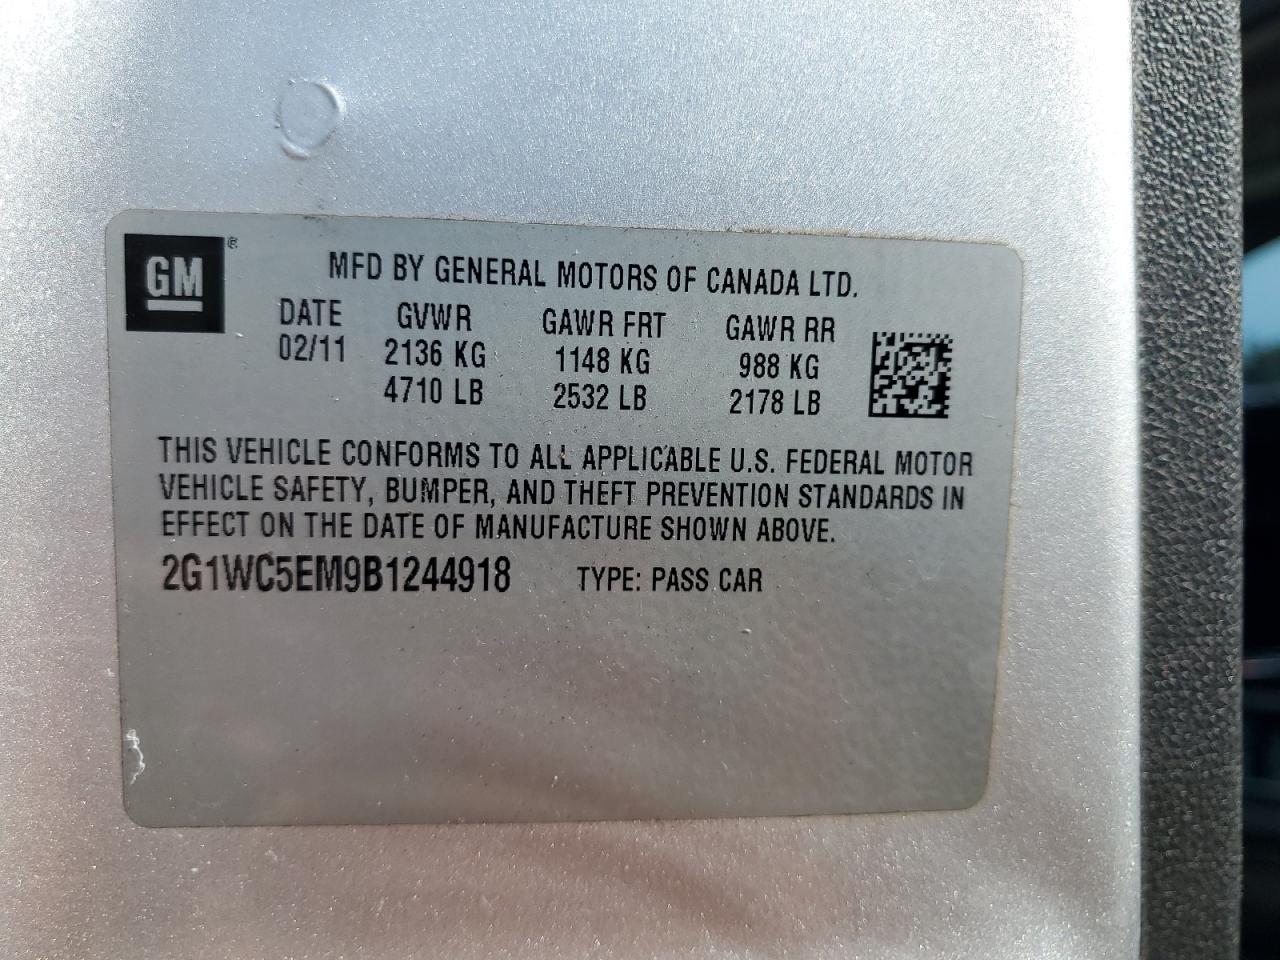 GM ®
MFD BY GENERAL MOTORS OF CANADA LTD.
DATE GVWR GAWR FRT GAWR RR
02/11 2136 KG 1148 KG 988 KG
4710 LB 2532 LB 2178 LB
THIS VEHICLE CONFORMS TO ALL APPLICABLE U.S. FEDERAL MOTOR
VEHICLE SAFETY, BUMPER, AND THEFT PREVENTION STANDARDS IN
EFFECT ON THE DATE OF MANUFACTURE SHOWN ABOVE.
2G1WC5EM9B1244918 TYPE: PASS CAR